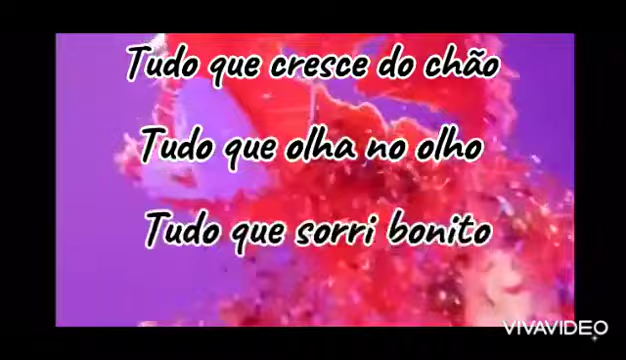 Tudo que cresce do chão
Tudo que olha no olho
Tudo que sorri bonito
VIVAVIDEO